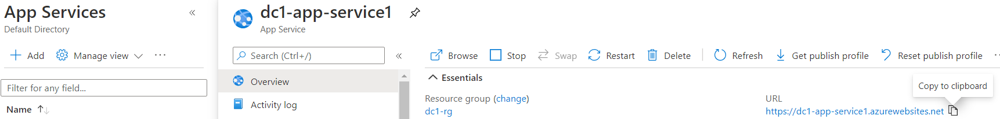 App Services
«
Default Directory
+ Add
Manage view
···
Filter for any field...
Name ↑↓
dc1-app-service1
App Service
Search (Ctrl+/)
«
Overview
Activity log
Browse
Stop
Swap
Restart
Delete
Refresh
Get publish profile
Reset publish profile
Essentials
Copy to clipboard
Resource group (change)
dc1-rg
URL
https://dc1-app-service1.azurewebsites.net